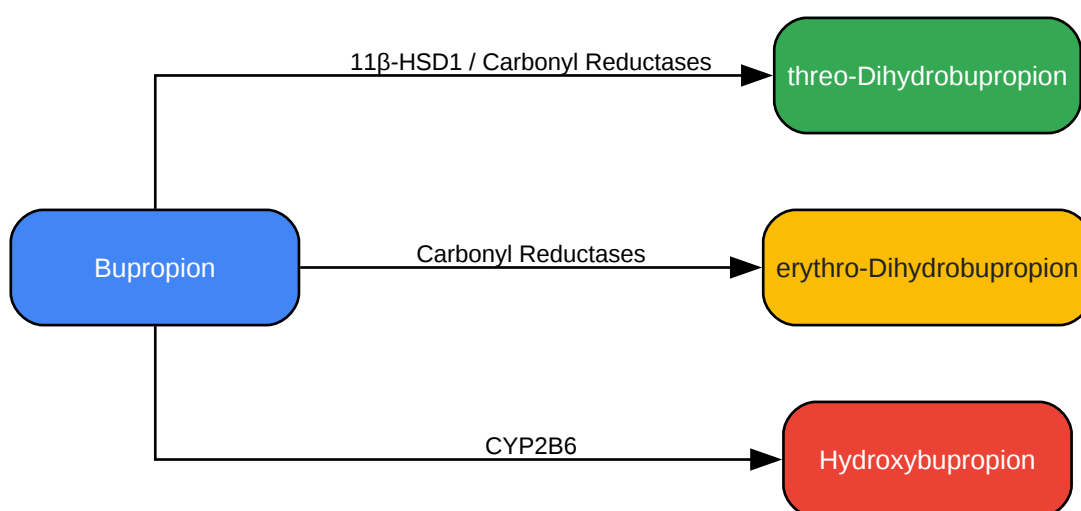 11β-HSD1 / Carbonyl Reductases
threo-Dihydrobupropion
Bupropion
Carbonyl Reductases
erythro-Dihydrobupropion
CYP2B6
Hydroxybupropion